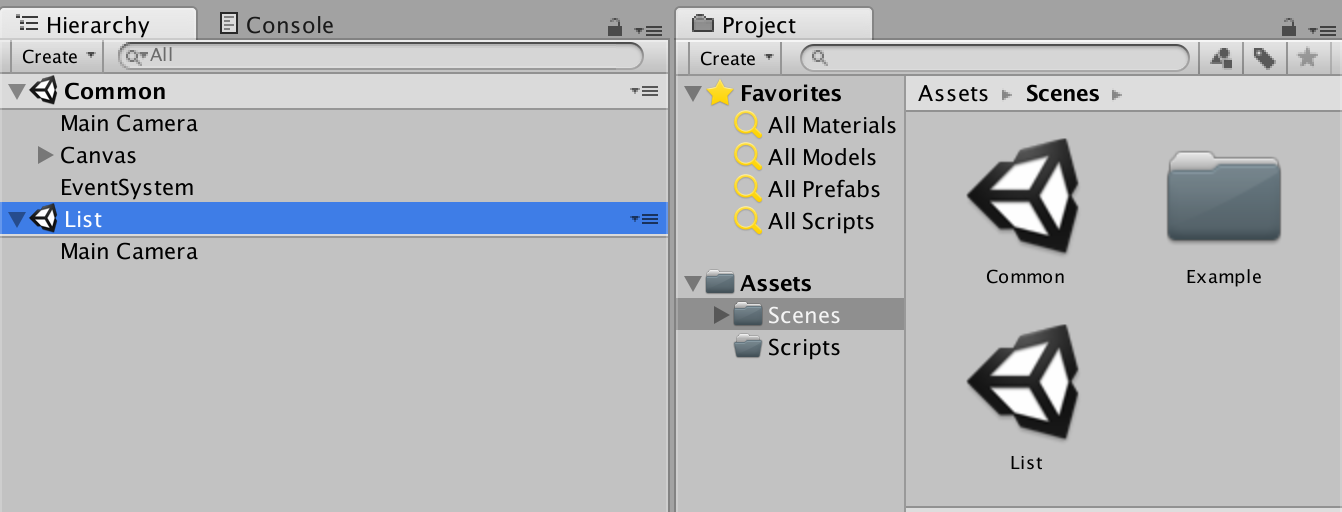 Hierarchy
Console
Create
All
Common
Main Camera
Canvas
EventSystem
List
Main Camera
Project
Create
Favorites
All Materials
All Models
All Prefabs
All Scripts
Assets
Scenes
Scripts
Assets Scenes
Common
Example
List